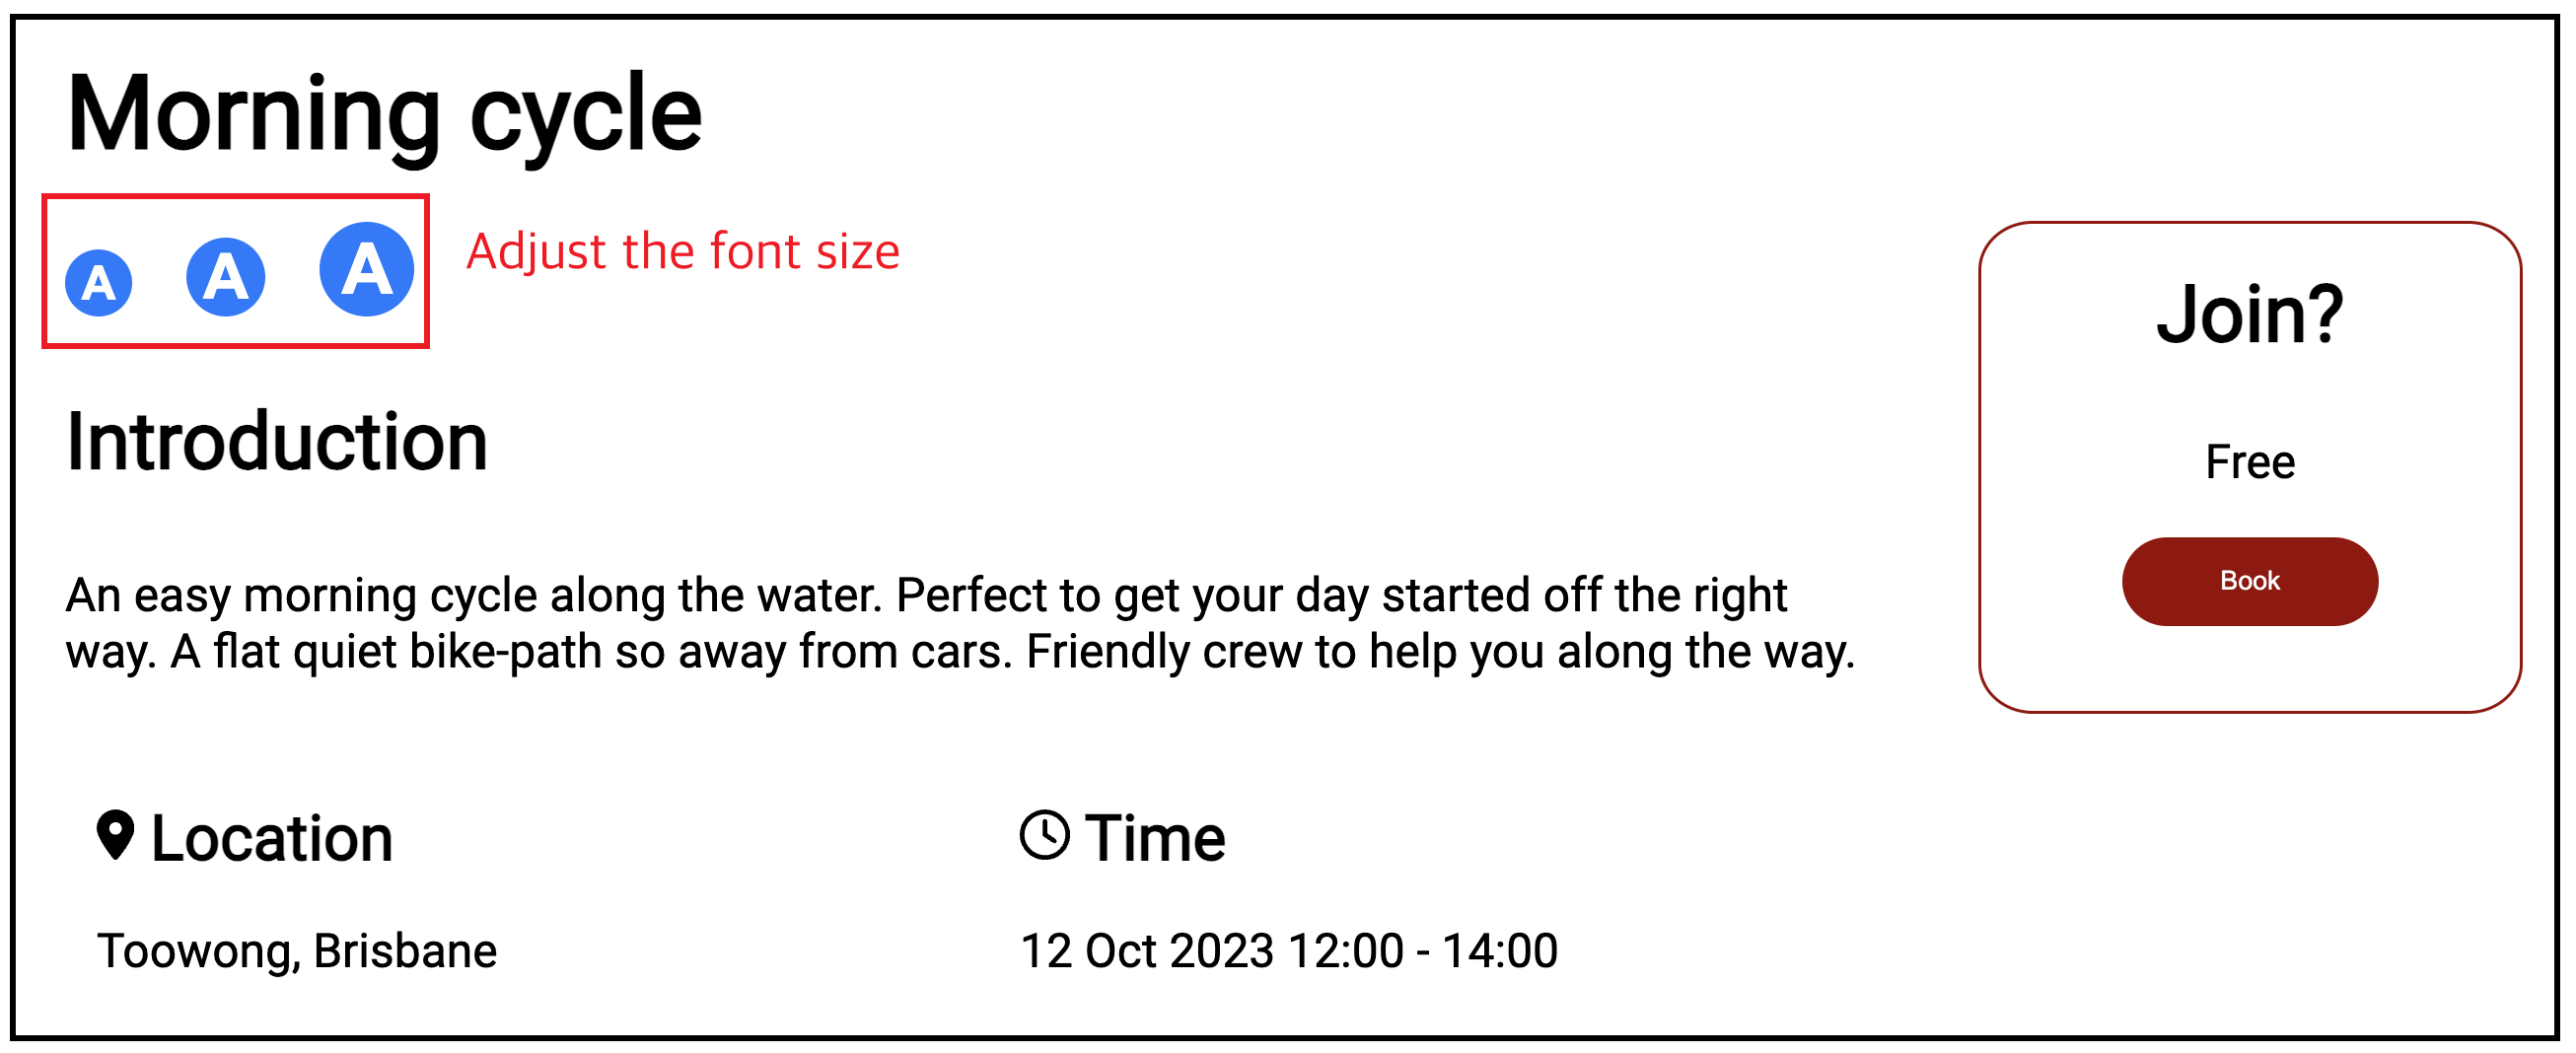 Morning cycle
A A A
Adjust the font size
Introduction
An easy morning cycle along the water. Perfect to get your day started off the right
way. A flat quiet bike-path so away from cars. Friendly crew to help you along the way.
Join?
Free
Book
Location
Toowong, Brisbane
Time
12 Oct 2023 12:00 - 14:00